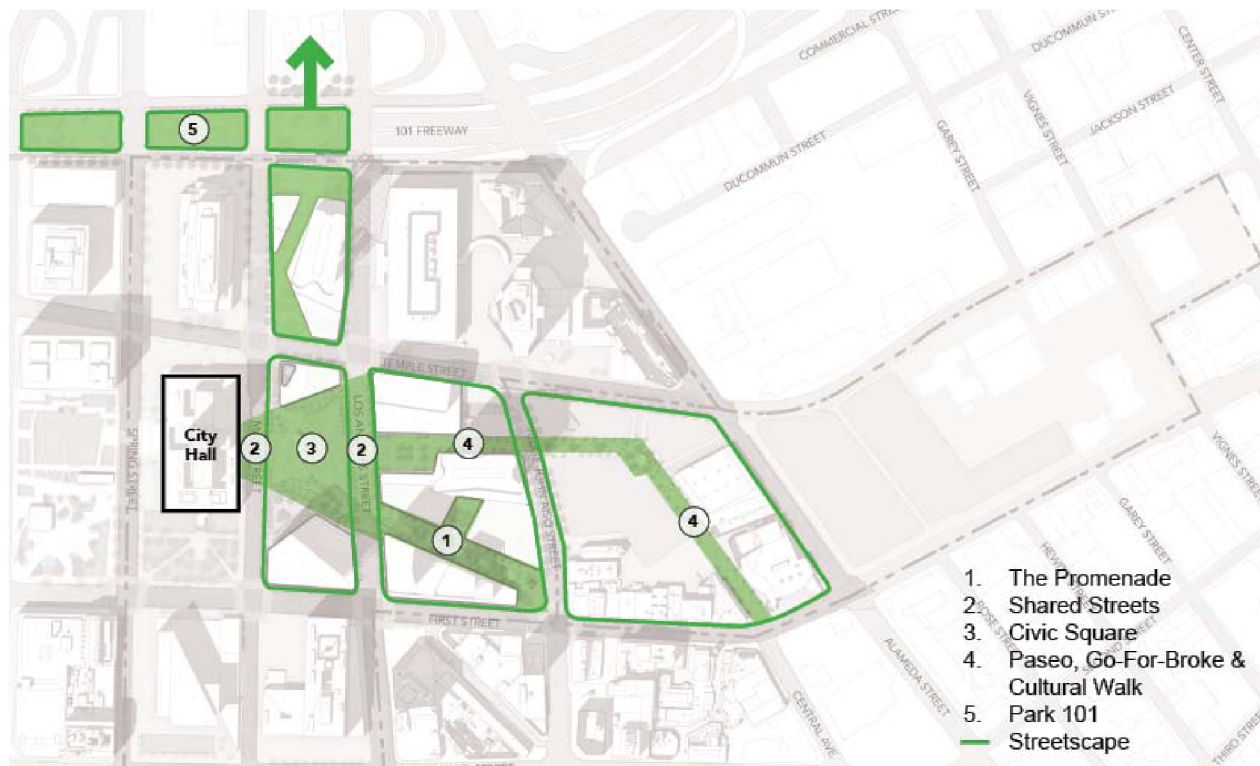 COMMERCIAL STREET
DUCOMMUN STREET
CENTER STREET
VIGNES STREET
JACKSON STREET
GAREY STREET
5
101 FREEWAY
DUCOMMUN STREET
TEMPLE STREET
City
Hall
SPRING STREET
2
3
2
4
4
1
FIRST STREET
VIGNES STREET
GAREY STREET
ALAMEDA STREET
CENTRAL AVE
THIRD STREET
1. The Promenade
2. Shared Streets
3. Civic Square
4. Paseo, Go-For-Broke &
Cultural Walk
5. Park 101
Streetscape